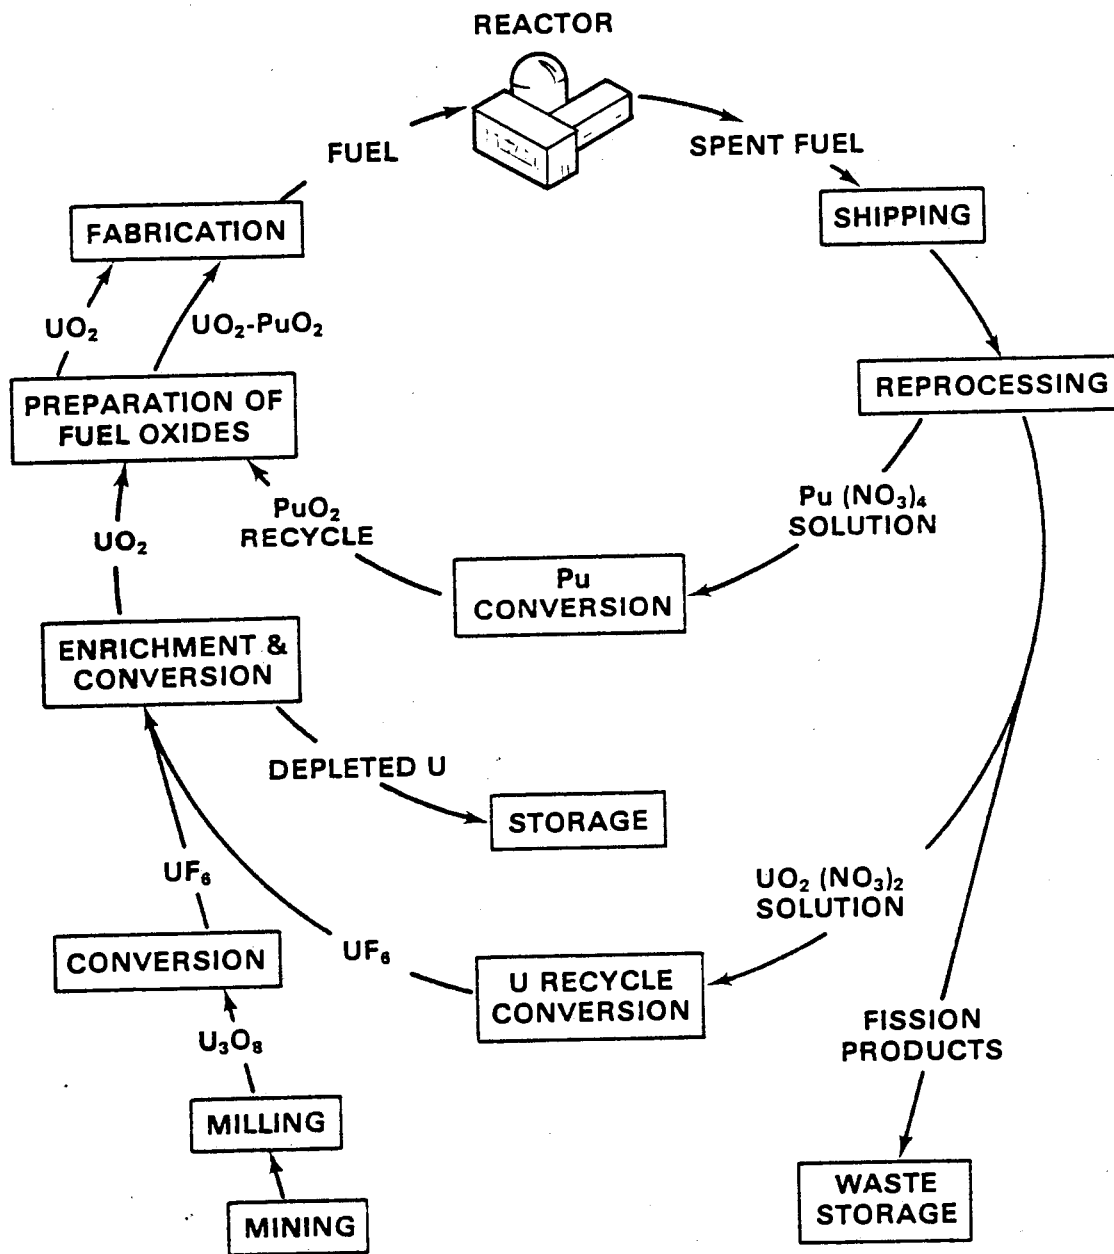 REACTOR
FUEL
SPENT FUEL
FABRICATION
SHIPPING
UO₂
UO₂-PuO₂
REPROCESSING
PREPARATION OF
FUEL OXIDES
PuO₂
RECYCLE
Pu (NO₃)₄
SOLUTION
UO₂
Pu
CONVERSION
ENRICHMENT &
CONVERSION
DEPLETED U
STORAGE
UF₆
UO₂ (NO₃)₂
SOLUTION
CONVERSION
UF₆
U RECYCLE
CONVERSION
U₃O₈
FISSION
PRODUCTS
MILLING
WASTE
STORAGE
MINING